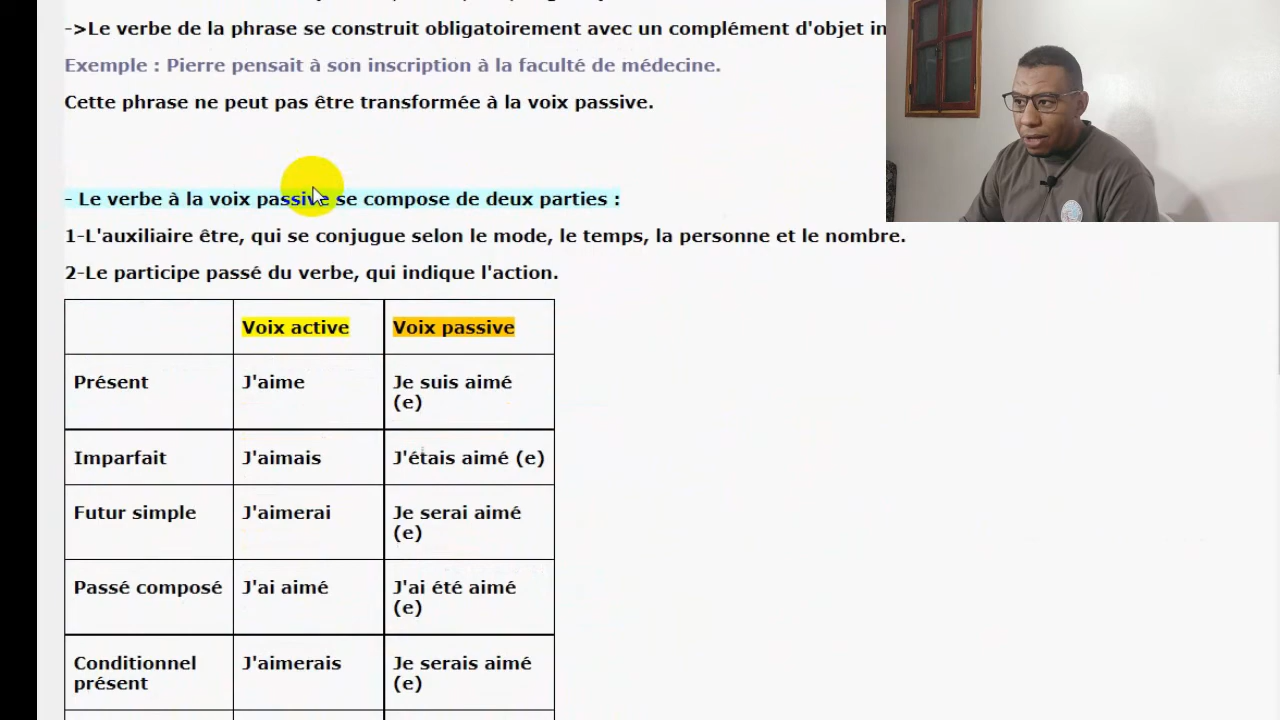 ->Le verbe de la phrase se construit obligatoirement avec un complément d'objet in
Exemple : Pierre pensait à son inscription à la faculté de médecine.
Cette phrase ne peut pas être transformée à la voix passive.
- Le verbe à la voix passive se compose de deux parties :
1-L'auxiliaire être, qui se conjugue selon le mode, le temps, la personne et le nombre.
2-Le participe passé du verbe, qui indique l'action.
Voix active Voix passive
Présent J'aime Je suis aimé
(e)
Imparfait J'aimais J'étais aimé (e)
Futur simple J'aimerai Je serai aimé
(e)
Passé composé J'ai aimé J'ai été aimé
(e)
Conditionnel J'aimerais Je serais aimé
présent (e)